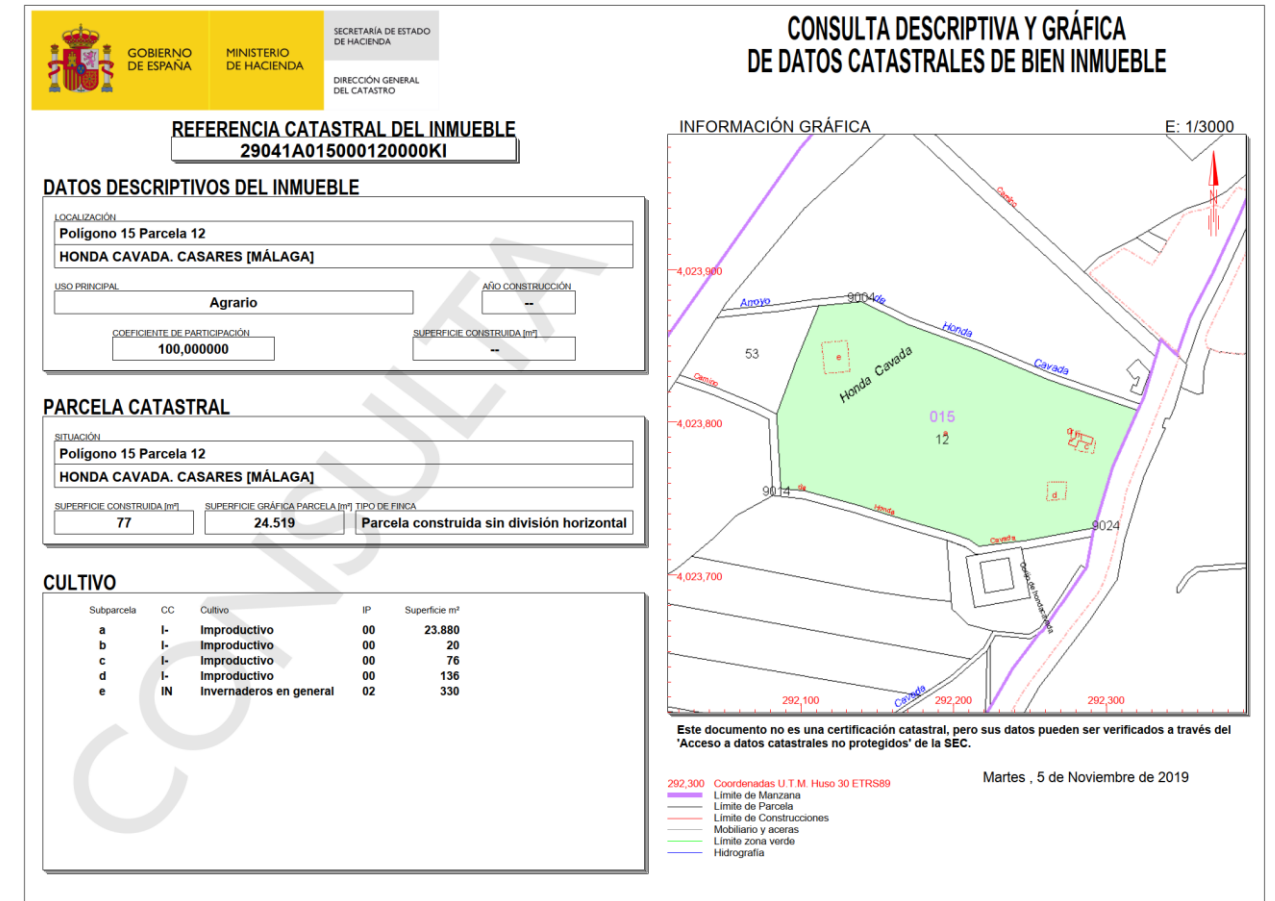 GOBIERNO
DE ESPAÑA
MINISTERIO
DE HACIENDA
SECRETARÍA DE ESTADO
DE HACIENDA
DIRECCIÓN GENERAL
DEL CATASTRO
CONSULTA DESCRIPTIVA Y GRÁFICA
DE DATOS CATASTRALES DE BIEN INMUEBLE
REFERENCIA CATASTRAL DEL INMUEBLE
29041A015000120000KI
DATOS DESCRIPTIVOS DEL INMUEBLE
LOCALIZACIÓN
Polígono 15 Parcela 12
HONDA CAVADA. CASARES [MÁLAGA]
USO PRINCIPAL
Agrario
AÑO CONSTRUCCIÓN
--
COEFICIENTE DE PARTICIPACIÓN
100,000000
SUPERFICIE CONSTRUIDA [m²]
--
PARCELA CATASTRAL
SITUACIÓN
Polígono 15 Parcela 12
HONDA CAVADA. CASARES [MÁLAGA]
SUPERFICIE CONSTRUIDA [m²]
77
SUPERFICIE GRÁFICA PARCELA [m²]
24.519
TIPO DE FINCA
Parcela construida sin división horizontal
CULTIVO
Subparcela CC Cultivo IP Superficie m²
a I- Improductivo 00 23.880
b I- Improductivo 00 20
c I- Improductivo 00 76
d I- Improductivo 00 136
e IN Invernaderos en general 02 330
CONSULTA
INFORMACIÓN GRÁFICA E: 1/3000
Camino
N
4,023,900
Arroyo
9004
de
Honda
Cavada
53
e
Honda Cavada
Camino
015
4,023,800
e
12
d
9014
de
Honda
Cavada
9024
4,023,700
Cortijo de hondacavada
Cavada
292,100
292,200
292,300
Este documento no es una certificación catastral, pero sus datos pueden ser verificados a través del
'Acceso a datos catastrales no protegidos' de la SEC.
Martes , 5 de Noviembre de 2019
292,300 Coordenadas U.T.M. Huso 30 ETRS89
Límite de Manzana
Límite de Parcela
Límite de Construcciones
Mobiliario y aceras
Límite zona verde
Hidrografía